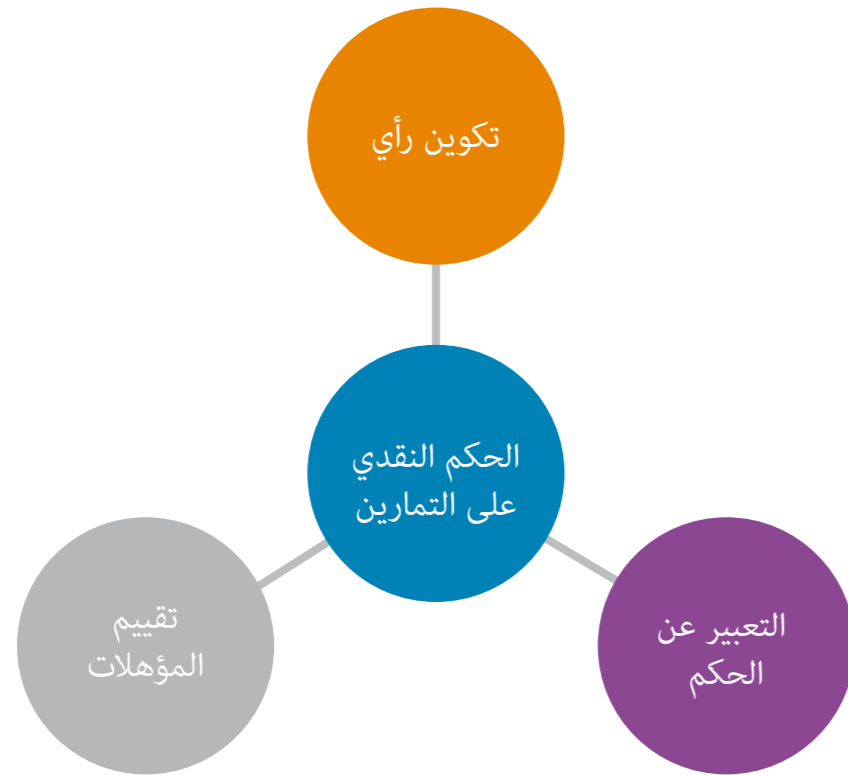 تكوين رأي
الحكم النقدي
على التمارين
التعبير عن
الحكم
تقييم
المؤهلات